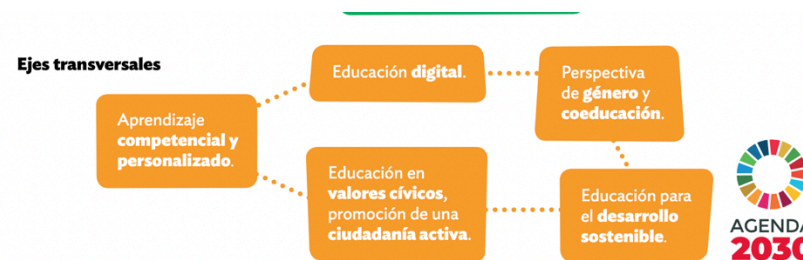 Ejes transversales
Aprendizaje
competencial y
personalizado.
Educación digital.
Perspectiva
de género y
coeducación.
Educación en
valores cívicos,
promoción de una
ciudadanía activa.
Educación para
el desarrollo
sostenible.
AGENDA
2030